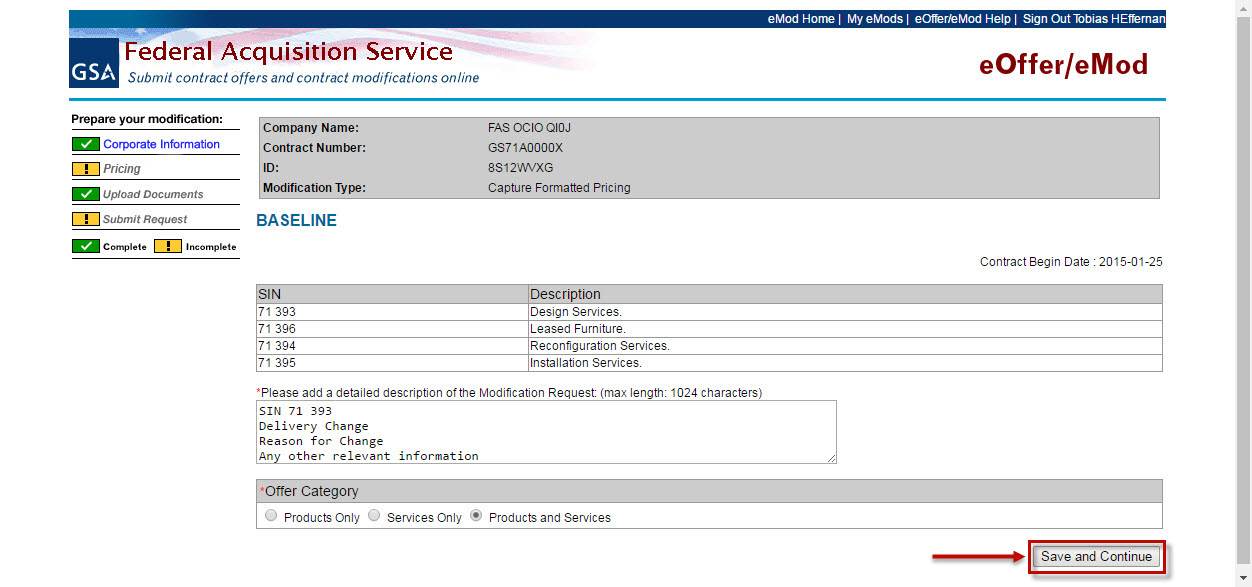 eMod Home | My eMods | eOffer/eMod Help | Sign Out Tobias HEffernan
GSA
Federal Acquisition Service
Submit contract offers and contract modifications online
eOffer/eMod
Prepare your modification:
Corporate Information
Pricing
Upload Documents
Submit Request
Complete Incomplete
Company Name: FAS OCIO QI0J
Contract Number: GS71A0000X
ID: 8S12WVXG
Modification Type: Capture Formatted Pricing
BASELINE
Contract Begin Date : 2015-01-25
SIN Description
71 393 Design Services.
71 396 Leased Furniture.
71 394 Reconfiguration Services.
71 395 Installation Services.
*Please add a detailed description of the Modification Request: (max length: 1024 characters)
SIN 71 393
Delivery Change
Reason for Change
Any other relevant information
*Offer Category
Products Only Services Only Products and Services
Save and Continue